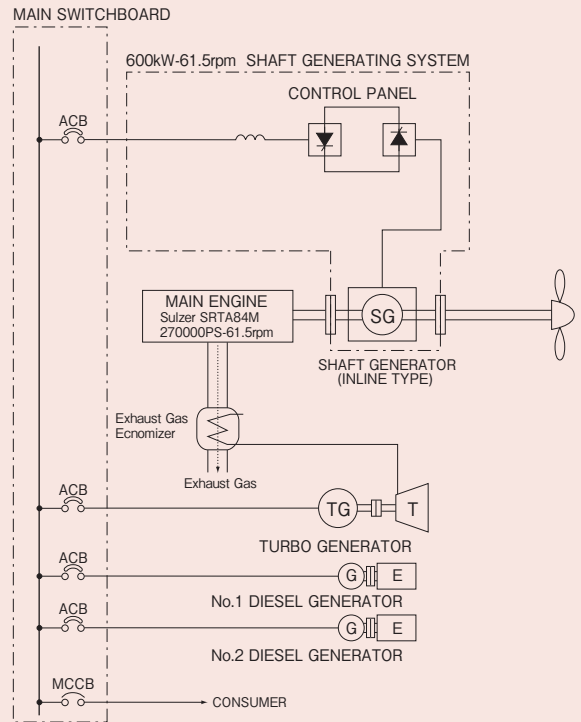 MAIN SWITCHBOARD
600kW-61.5rpm SHAFT GENERATING SYSTEM
CONTROL PANEL
ACB
MAIN ENGINE
Sulzer SRTA84M
270000PS-61.5rpm
SG
SHAFT GENERATOR
(INLINE TYPE)
Exhaust Gas
Ecnomizer
Exhaust Gas
ACB
TG
T
TURBO GENERATOR
ACB
G
E
No.1 DIESEL GENERATOR
ACB
G
E
No.2 DIESEL GENERATOR
MCCB
CONSUMER